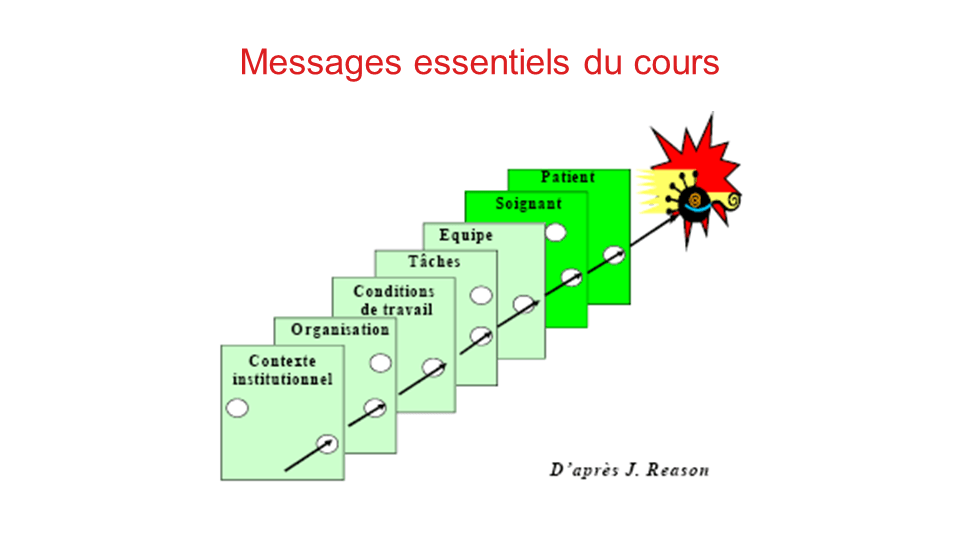 Messages essentiels du cours
Patient
Soignant
Equipe
Tâches
Conditions
de travail
Organisation
Contexte
institutionnel
D’après J. Reason